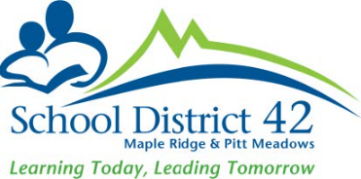 School District 42
Maple Ridge & Pitt Meadows
Learning Today, Leading Tomorrow